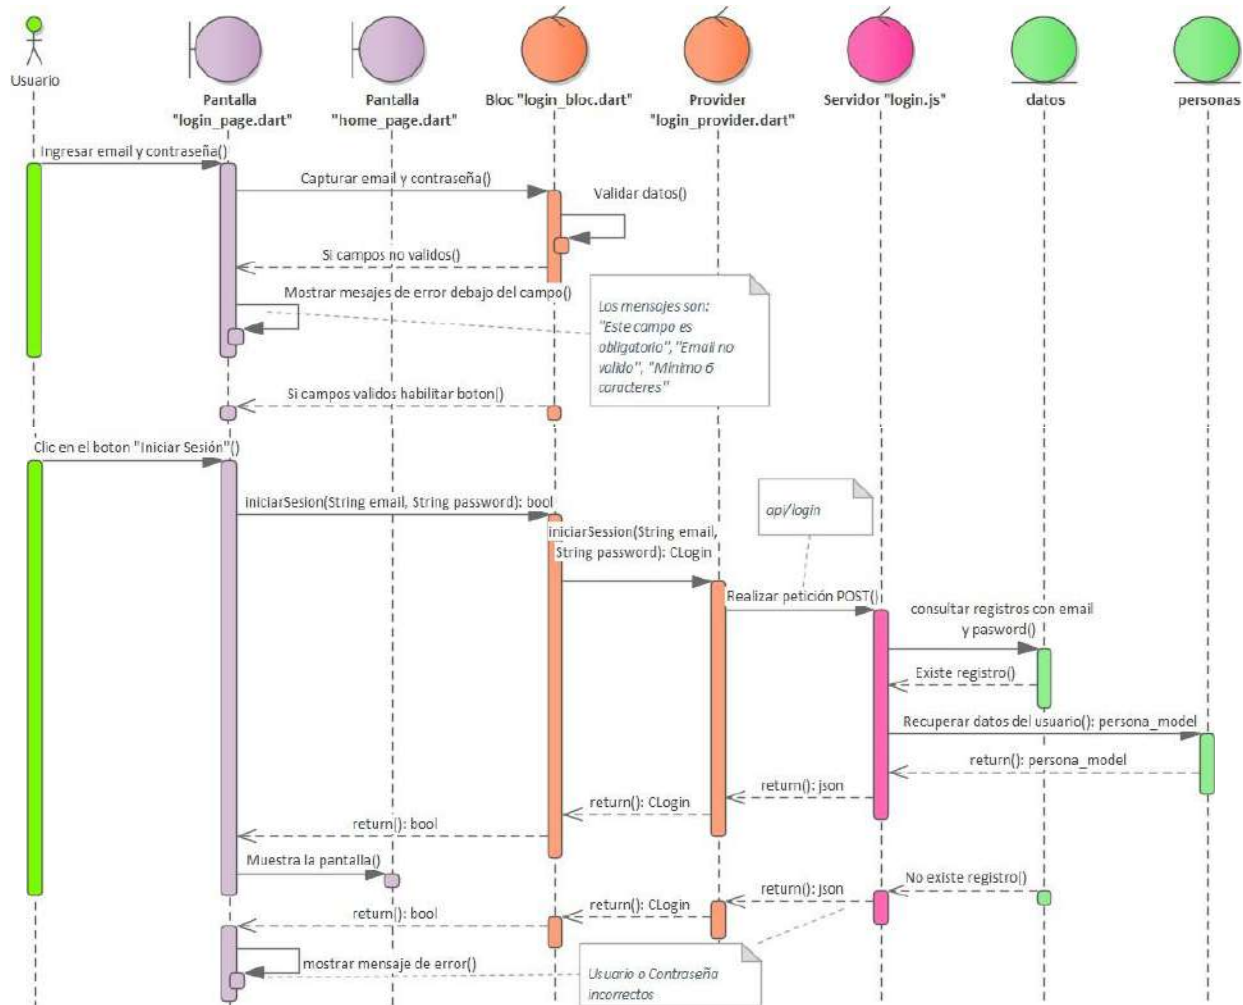 Usuario
Pantalla
"login_page.dart"
Pantalla
"home_page.dart"
Bloc "login_bloc.dart"
Provider
"login_provider.dart"
Servidor "login.js"
datos
personas
Ingresar email y contraseña()
Capturar email y contraseña()
Validar datos()
Si campos no validos()
Mostrar mesajes de error debajo del campo()
Los mensajes son:
"Este campo es
obligatorio", "Email no
valido", "Minimo 6
caracteres"
Si campos validos habilitar boton()
Clic en el boton "Iniciar Sesión"()
iniciarSesion(String email, String password): bool
iniciarSession(String email,
String password): CLogin
api/login
Realizar petición POST()
consultar registros con email
y pasword()
Existe registro()
Recuperar datos del usuario(): persona_model
return(): persona_model
return(): json
return(): CLogin
return(): bool
Muestra la pantalla()
No existe registro()
return(): json
return(): CLogin
return(): bool
mostrar mensaje de error()
Usuario o Contraseña
incorrectos